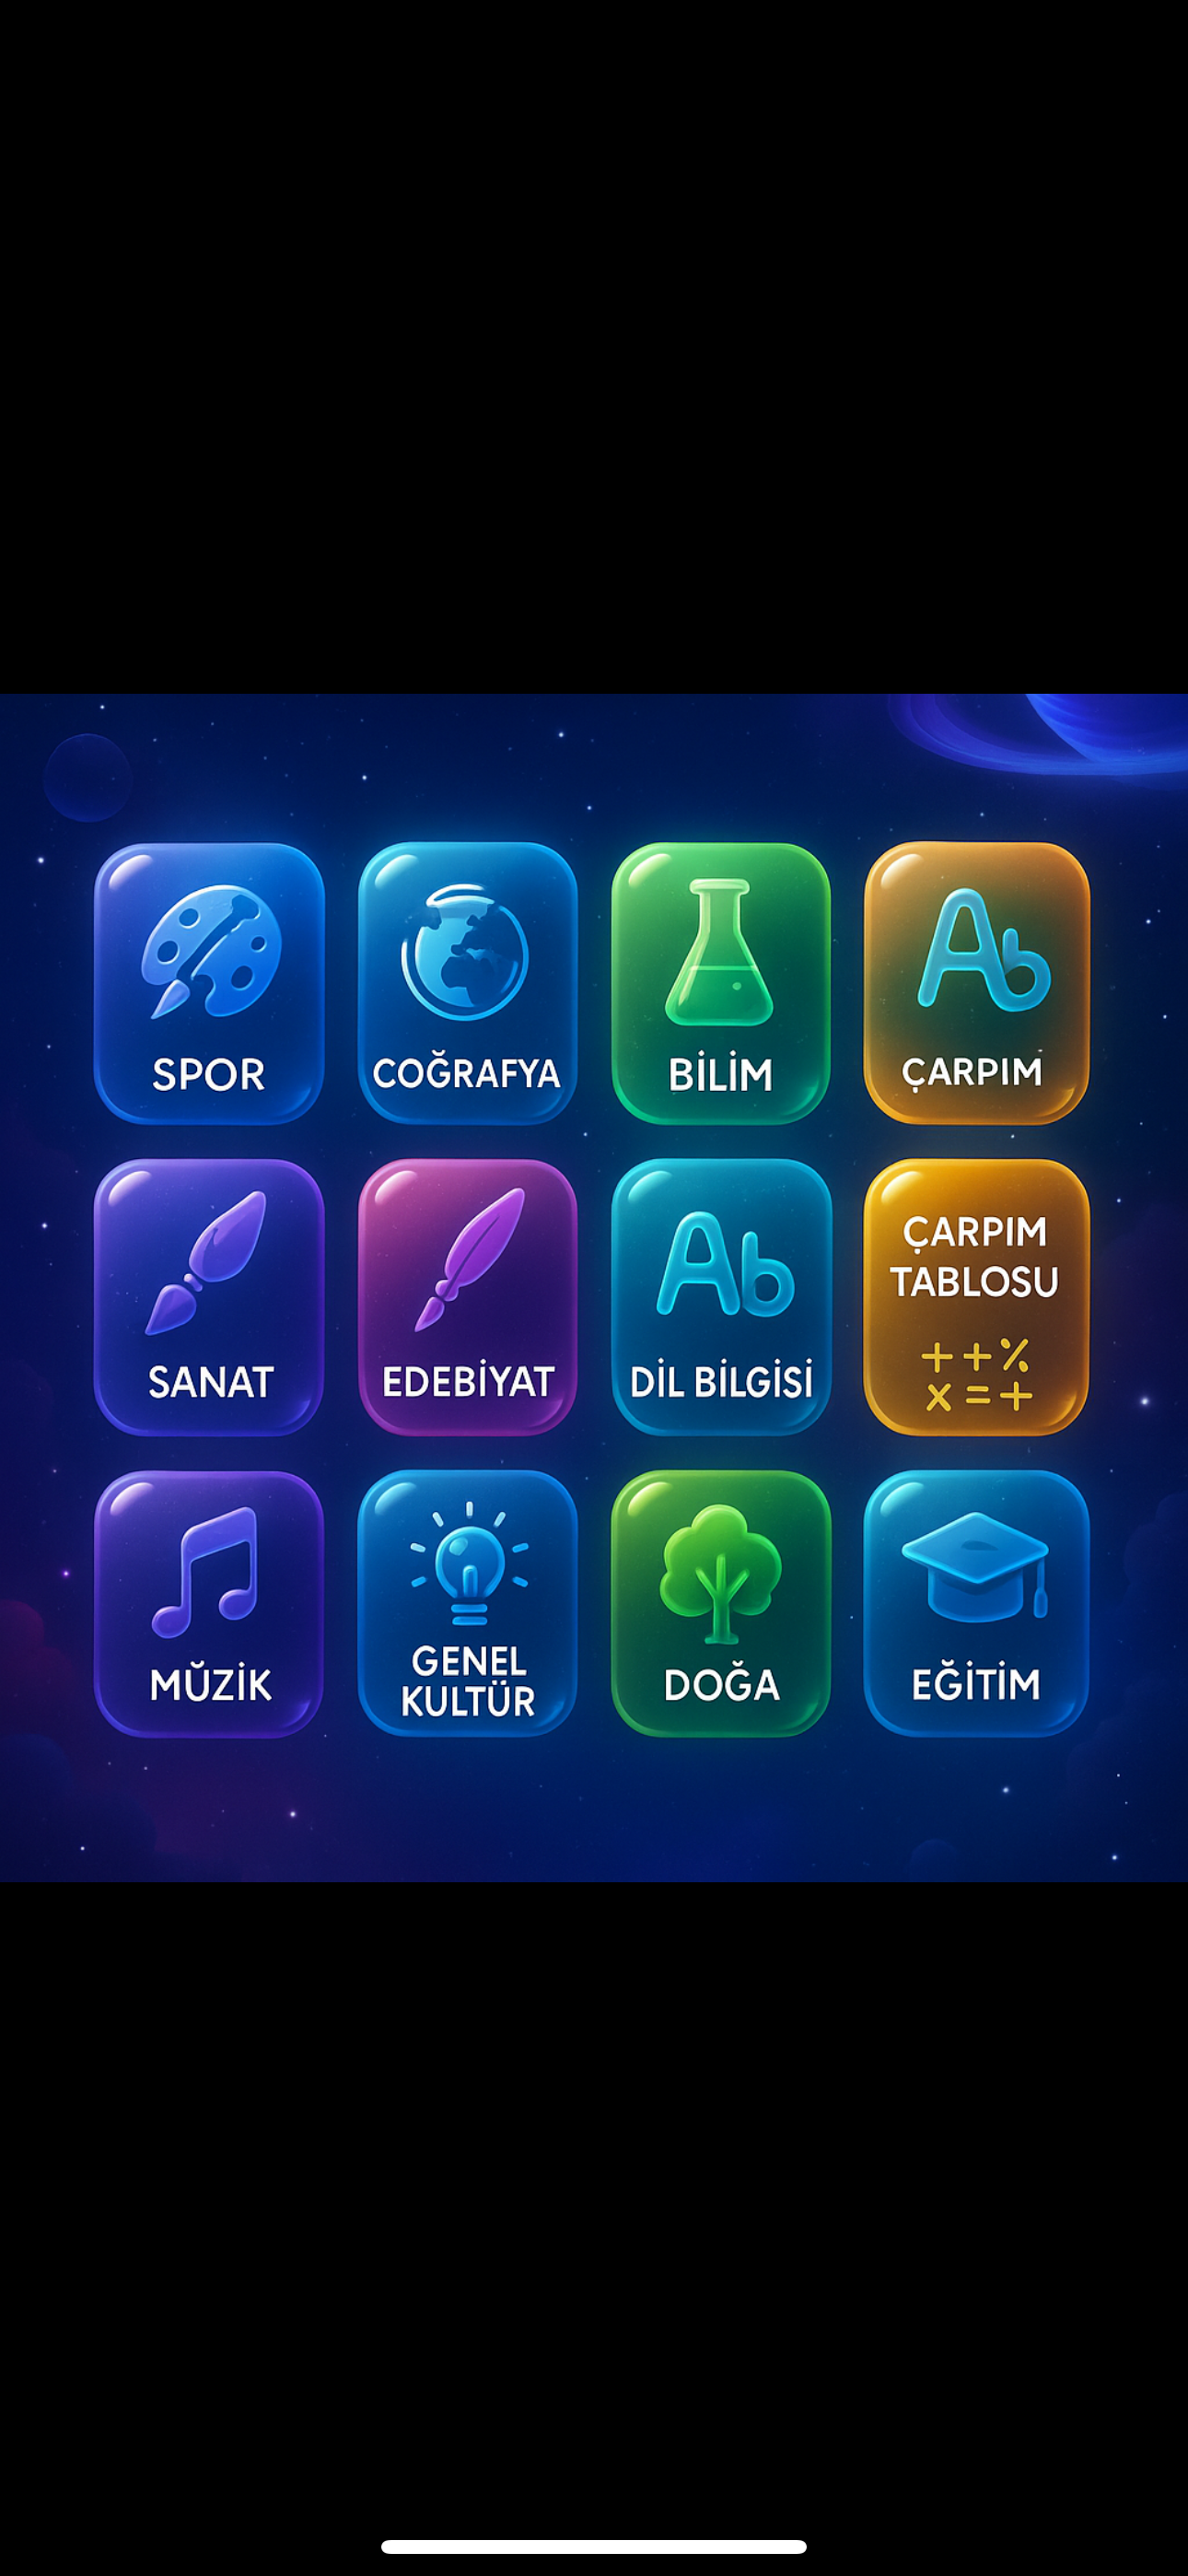 SPOR
COĞRAFYA
BİLİM
ÇARPIM
SANAT
EDEBİYAT
Ab
DİL BİLGİSİ
ÇARPIM
TABLOSU
+ + %
x = +
MŬZİK
GENEL
KULTÜR
DOĞA
EĞİTİM
Ab